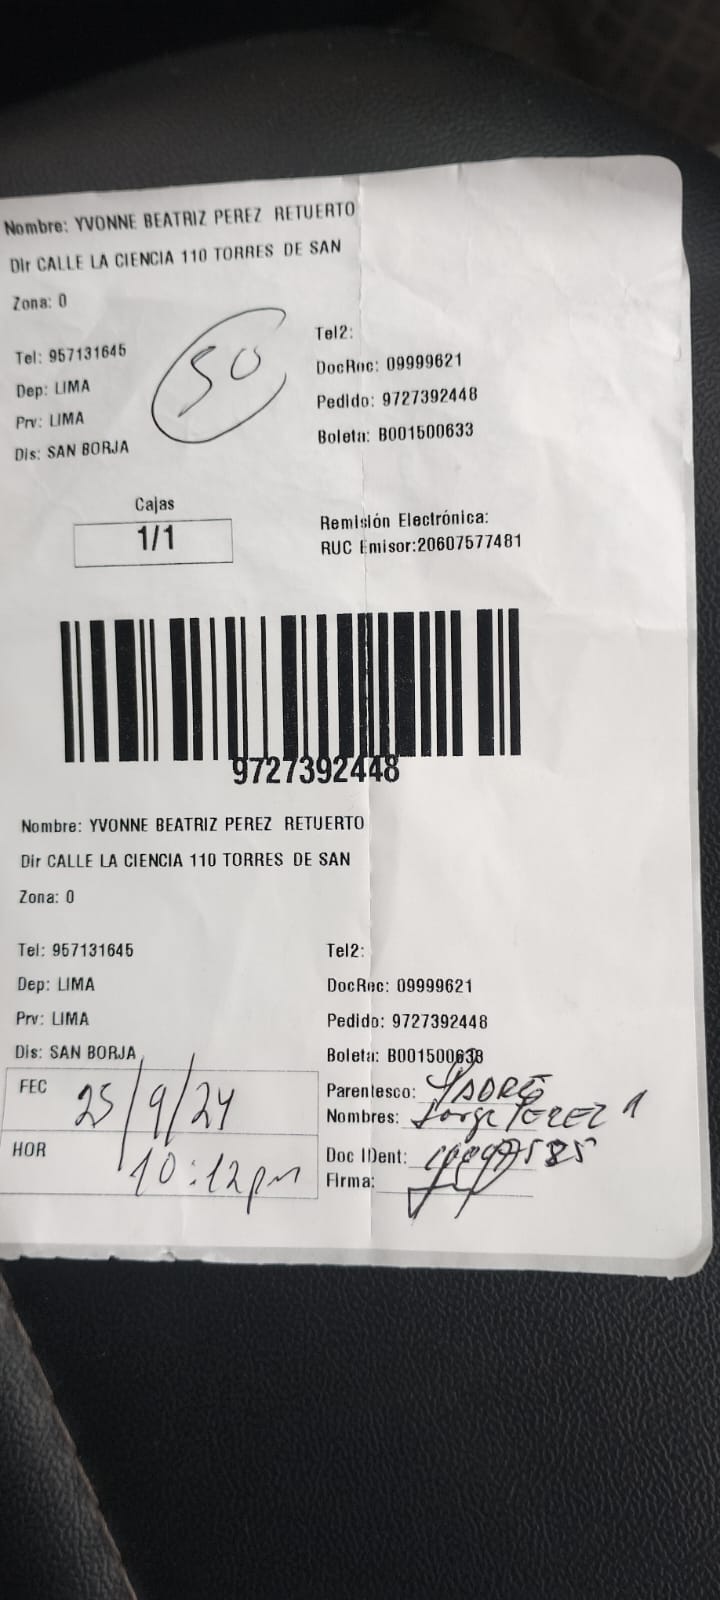 Nombre: YVONNE BEATRIZ PEREZ RETUERTO
Dir CALLE LA CIENCIA 110 TORRES DE SAN
Zona: 0
50
Tel: 957131645
Tel2:
Dep: LIMA
DocRec: 09999621
Prv: LIMA
Pedido: 9727392448
Dis: SAN BORJA
Boleta: B001500633
Cajas
1/1
Remisión Electrónica:
RUC Emisor:20607577481
9727392448
Nombre: YVONNE BEATRIZ PEREZ RETUERTO
Dir CALLE LA CIENCIA 110 TORRES DE SAN
Zona: 0
Tel: 957131645
Tel2:
Dep: LIMA
DocRec: 09999621
Prv: LIMA
Pedido: 9727392448
Dis: SAN BORJA
Boleta: B001500633
FEC 25/9/24
HOR 10:12pm
Parentesco: PADRE
Nombres: Jorge PEREZ
Doc IDent:
Firma: